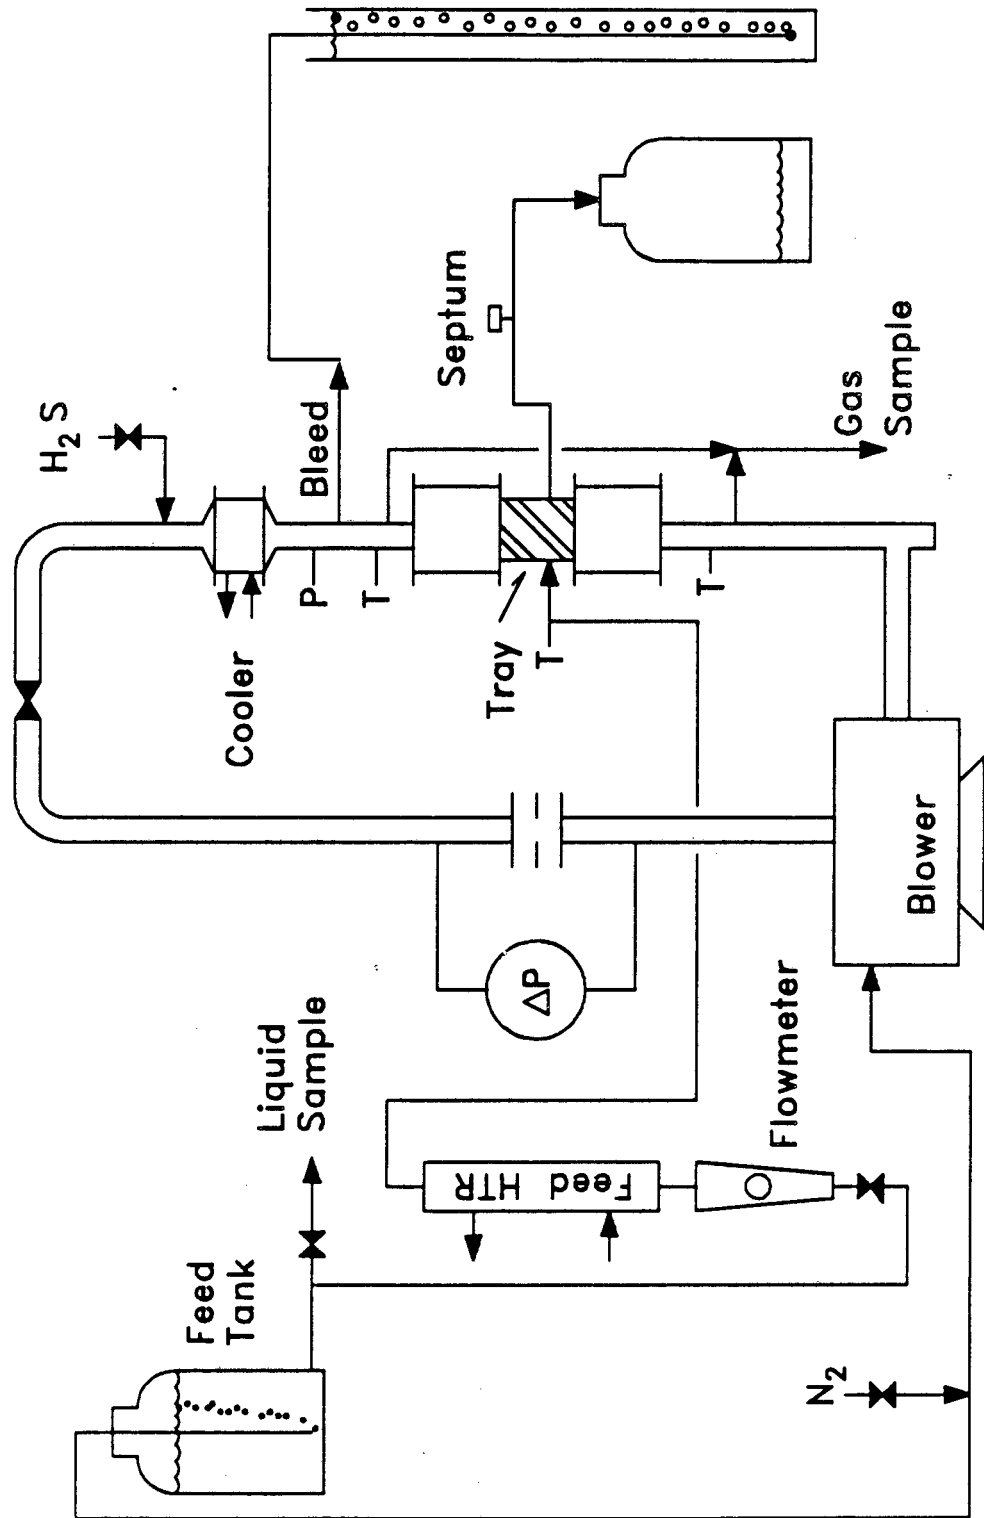 H2S
Cooler
P
T
Bleed
Septum
Tray
T
T
Gas
Sample
ΔP
Blower
Liquid
Sample
Feed
Tank
Feed HTR
Flowmeter
N2